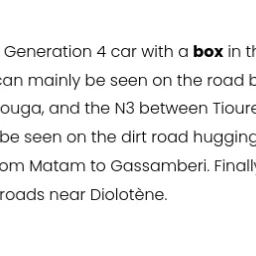 Generation 4 car with a box in th
can mainly be seen on the road b
ouga, and the N3 between Tioure
be seen on the dirt road hugging
om Matam to Gassamberi. Finally
roads near Diolotène.